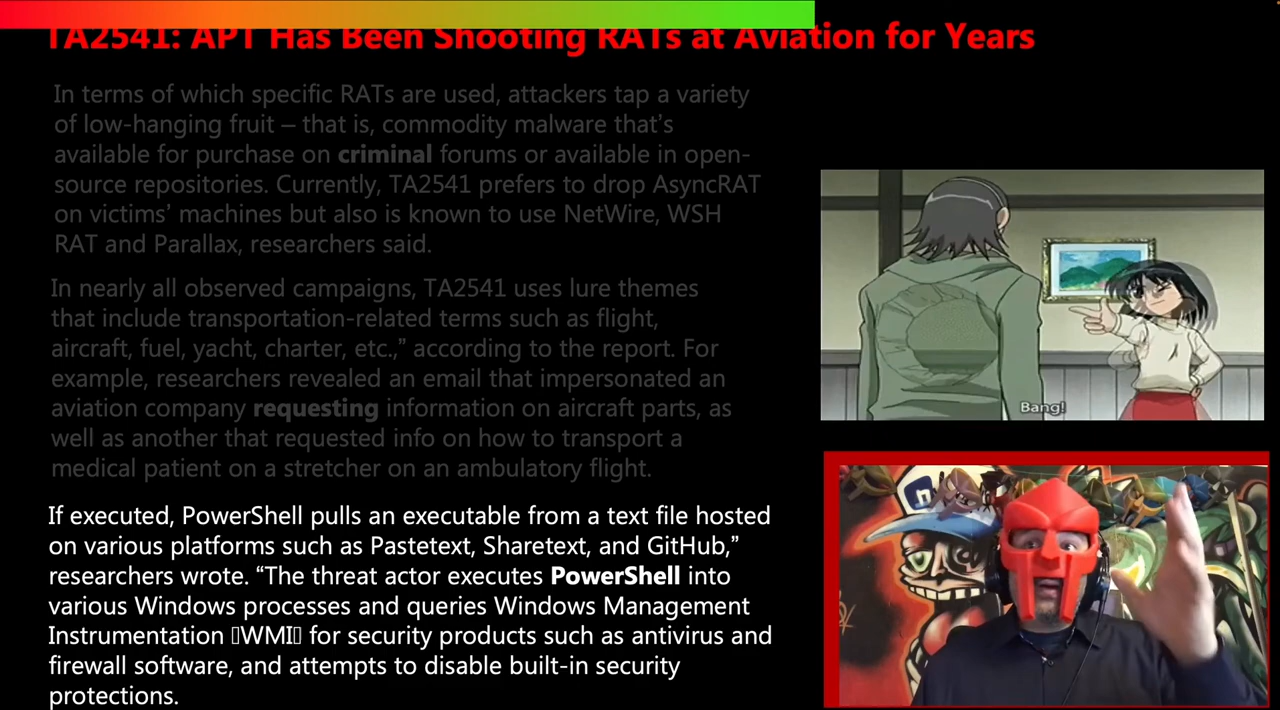 TA2541: APT Has Been Shooting RATs at Aviation for Years
In terms of which specific RATs are used, attackers tap a variety
of low-hanging fruit – that is, commodity malware that’s
available for purchase on criminal forums or available in open-
source repositories. Currently, TA2541 prefers to drop AsyncRAT
on victims’ machines but also is known to use NetWire, WSH
RAT and Parallax, researchers said.
In nearly all observed campaigns, TA2541 uses lure themes
that include transportation-related terms such as flight,
aircraft, fuel, yacht, charter, etc.,” according to the report. For
example, researchers revealed an email that impersonated an
aviation company requesting information on aircraft parts, as
well as another that requested info on how to transport a
medical patient on a stretcher on an ambulatory flight.
If executed, PowerShell pulls an executable from a text file hosted
on various platforms such as Pastetext, Sharetext, and GitHub,”
researchers wrote. “The threat actor executes PowerShell into
various Windows processes and queries Windows Management
Instrumentation ▯WMI▯ for security products such as antivirus and
firewall software, and attempts to disable built-in security
protections.
Bang!